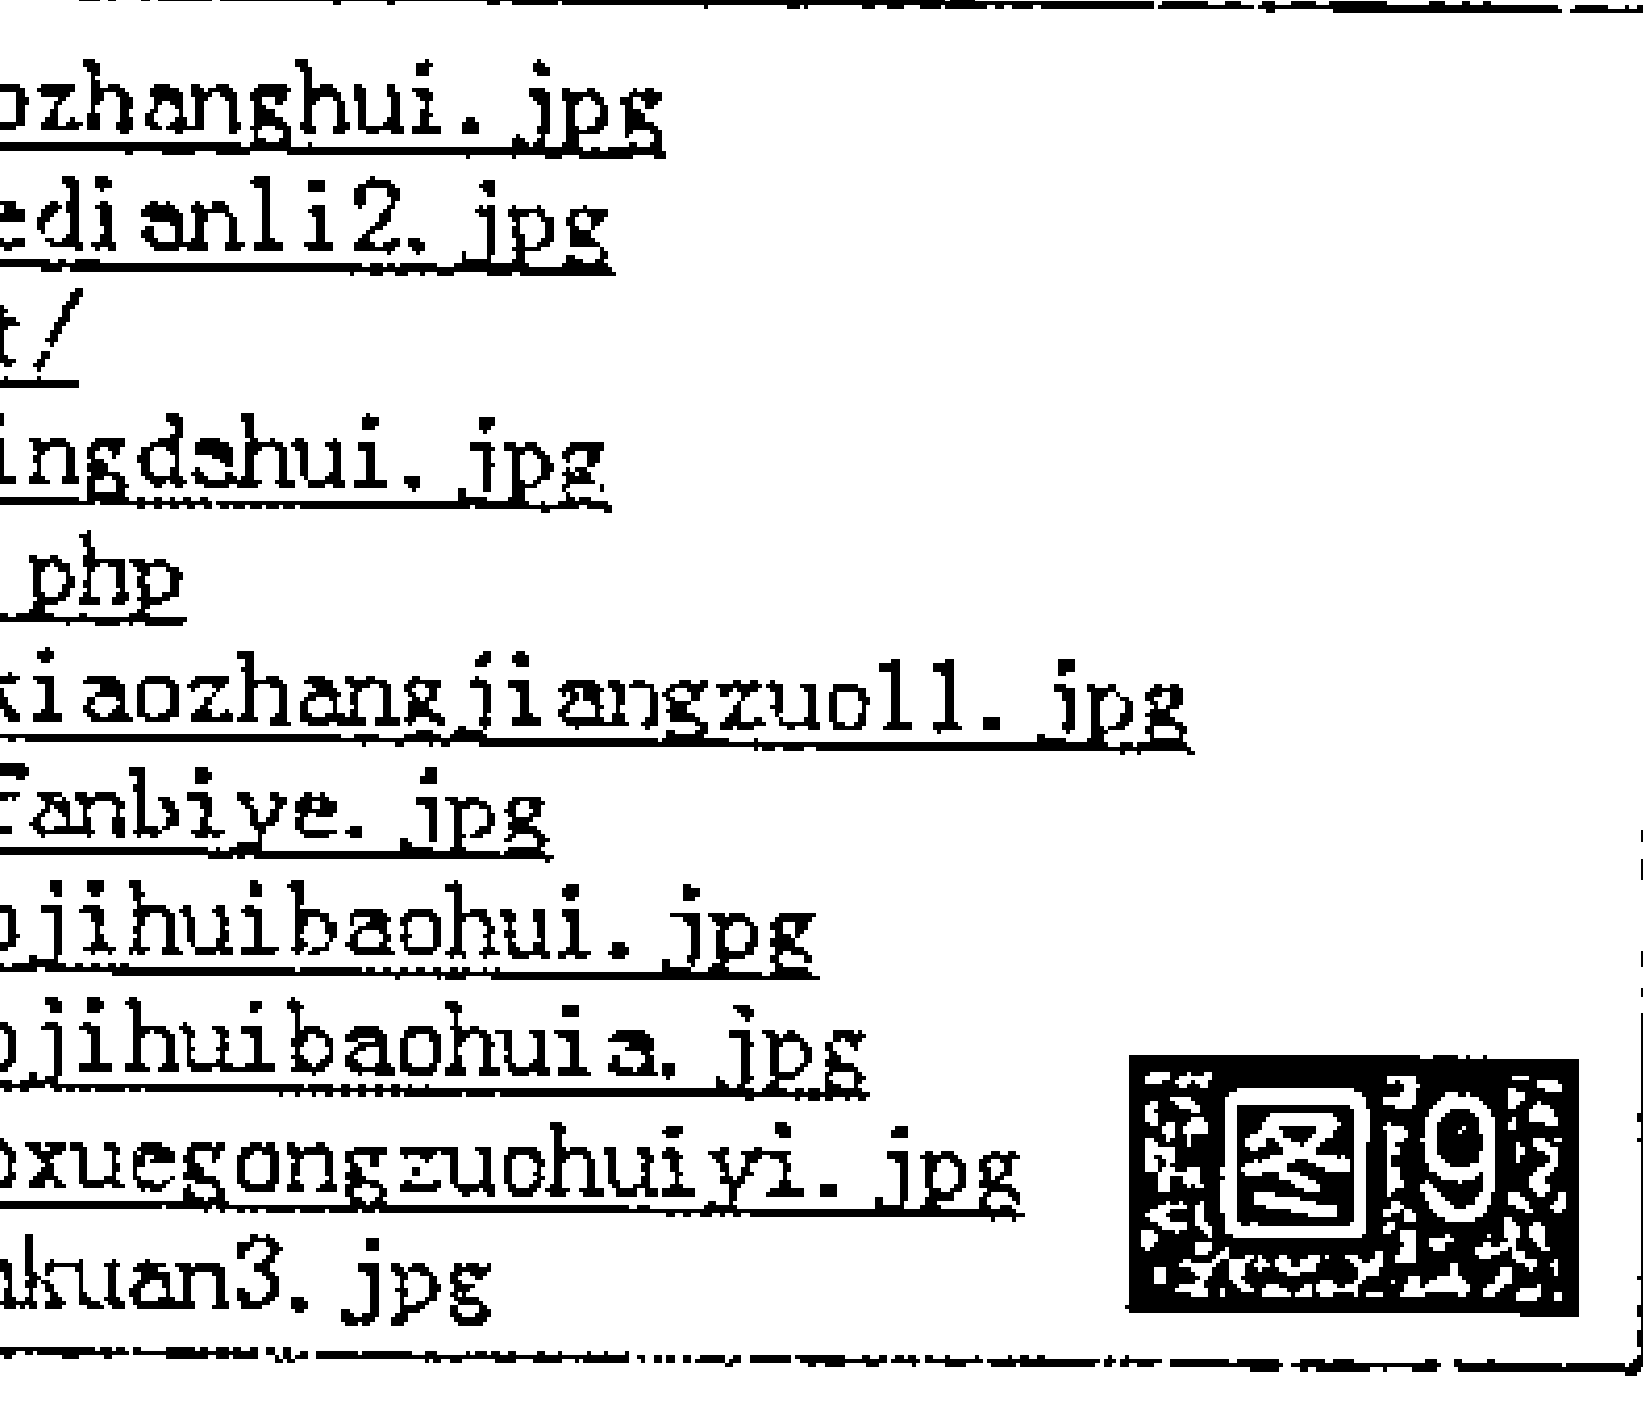 ozhanghui.jpg
edianli2.jpg
t/
ingdahui.jpg
.php
xiaozhangjiangzuo11.jpg
fanbiye.jpg
ojihuibaohui.jpg
ojihuibaohuia.jpg
oxuegongzuohuiyi.jpg
nkuan3.jpg
图9